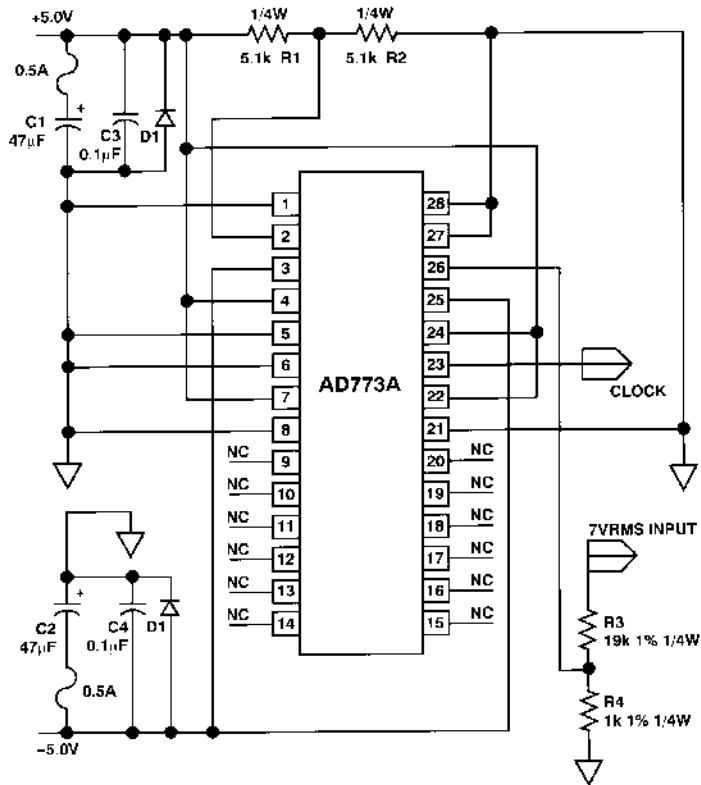 +5.0V
1/4W
1/4W
5.1k R1
5.1k R2
0.5A
C1
+
47µF
C3
0.1µF
D1
1
28
2
27
3
26
4
25
5
24
6
23
CLOCK
AD773A
7
22
8
21
NC
9
20
NC
NC
10
19
NC
NC
11
18
NC
NC
12
17
NC
NC
13
16
NC
NC
14
15
NC
7VRMS INPUT
R3
19k 1% 1/4W
R4
1k 1% 1/4W
+
C2
47µF
C4
0.1µF
D1
0.5A
−5.0V